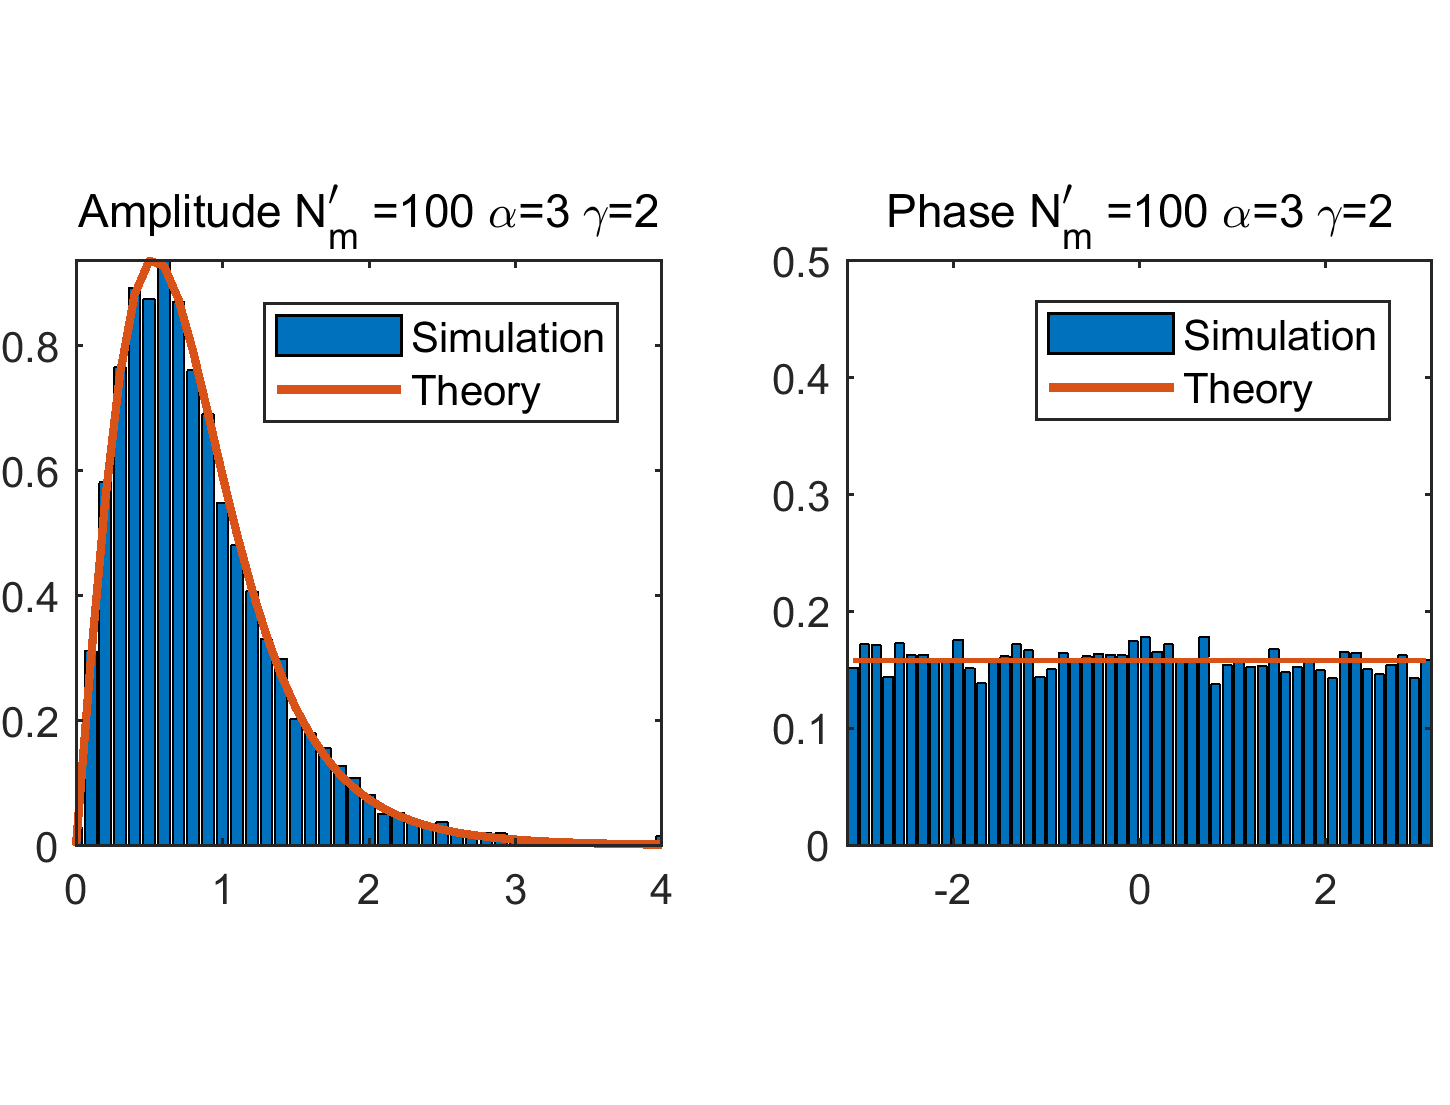 Amplitude N′m =100 α=3 γ=2
Simulation
Theory
0.8
0.6
0.4
0.2
0
0 1 2 3 4
Phase N′m =100 α=3 γ=2
Simulation
Theory
0.5
0.4
0.3
0.2
0.1
0
-2 0 2